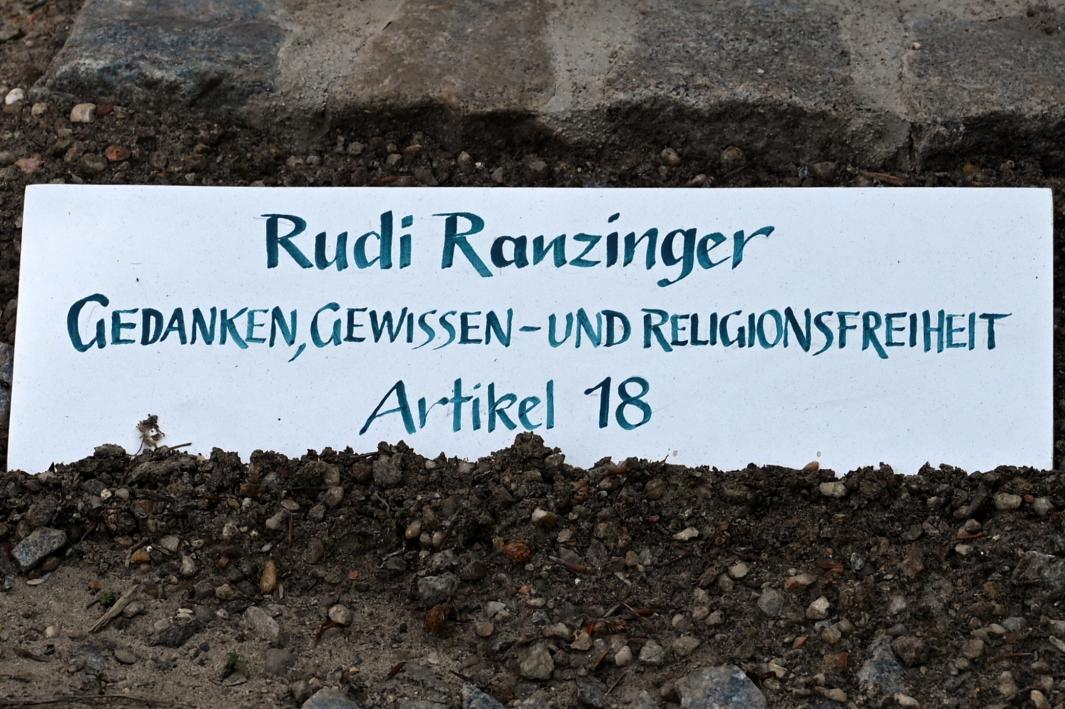 Rudi Ranzinger
GEDANKEN, GEWISSEN-UND RELIGIONSFREIHEIT
Artikel 18